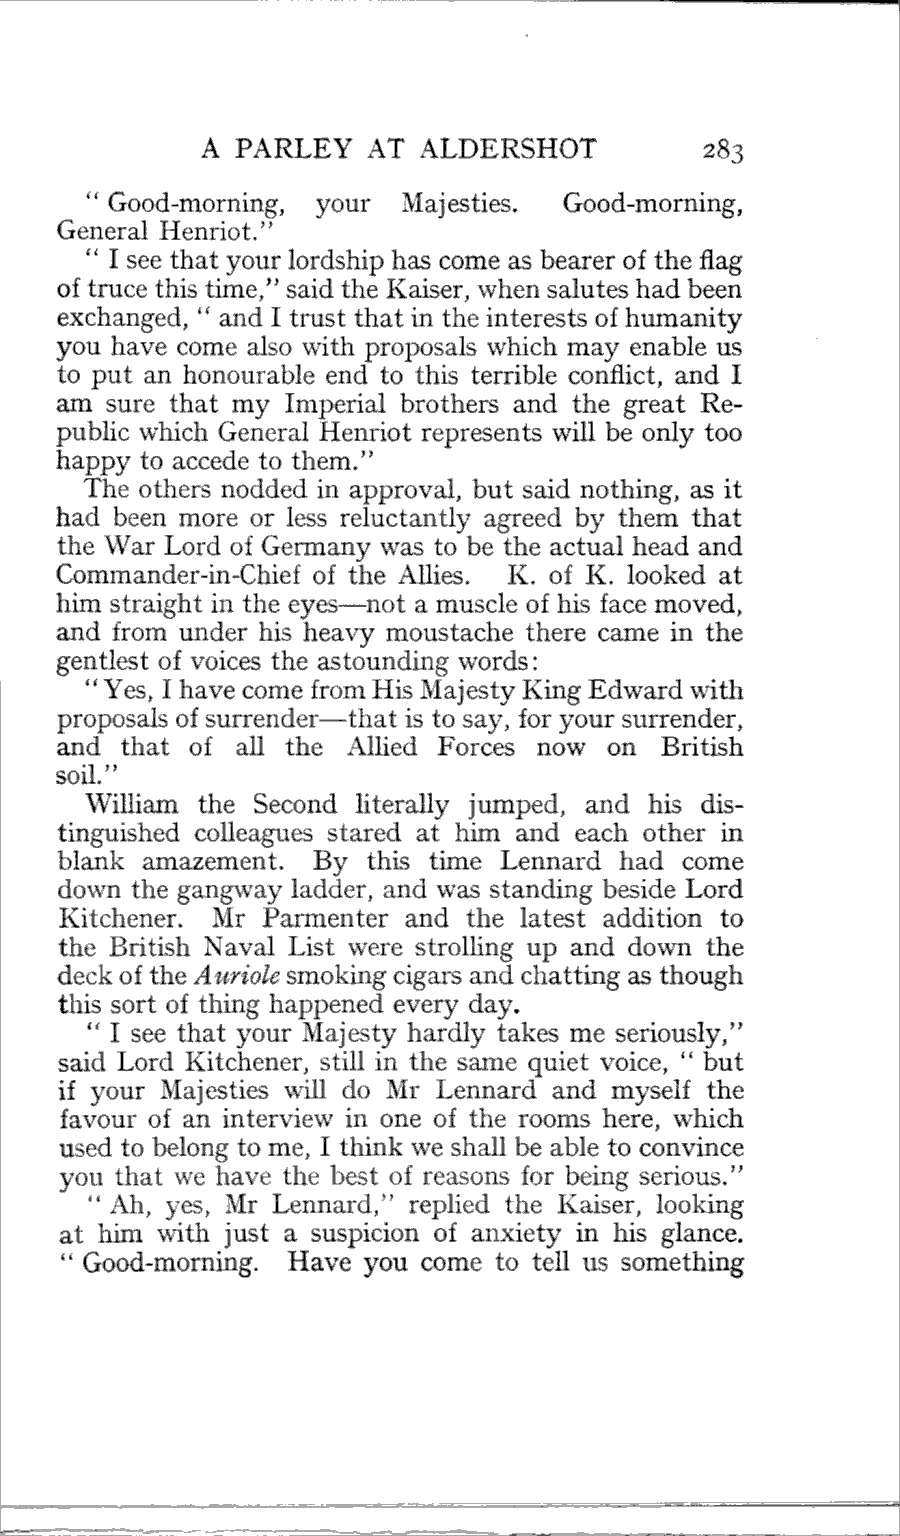 A PARLEY AT ALDERSHOT 283
“ Good-morning, your Majesties. Good-morning,
General Henriot.”
“ I see that your lordship has come as bearer of the flag
of truce this time,” said the Kaiser, when salutes had been
exchanged, “ and I trust that in the interests of humanity
you have come also with proposals which may enable us
to put an honourable end to this terrible conflict, and I
am sure that my Imperial brothers and the great Re-
public which General Henriot represents will be only too
happy to accede to them.”
The others nodded in approval, but said nothing, as it
had been more or less reluctantly agreed by them that
the War Lord of Germany was to be the actual head and
Commander-in-Chief of the Allies. K. of K. looked at
him straight in the eyes—not a muscle of his face moved,
and from under his heavy moustache there came in the
gentlest of voices the astounding words:
“ Yes, I have come from His Majesty King Edward with
proposals of surrender—that is to say, for your surrender,
and that of all the Allied Forces now on British
soil.”
William the Second literally jumped, and his dis-
tinguished colleagues stared at him and each other in
blank amazement. By this time Lennard had come
down the gangway ladder, and was standing beside Lord
Kitchener. Mr Parmenter and the latest addition to
the British Naval List were strolling up and down the
deck of the Auriole smoking cigars and chatting as though
this sort of thing happened every day.
“ I see that your Majesty hardly takes me seriously,”
said Lord Kitchener, still in the same quiet voice, “ but
if your Majesties will do Mr Lennard and myself the
favour of an interview in one of the rooms here, which
used to belong to me, I think we shall be able to convince
you that we have the best of reasons for being serious.”
“ Ah, yes, Mr Lennard,” replied the Kaiser, looking
at him with just a suspicion of anxiety in his glance.
“ Good-morning. Have you come to tell us something